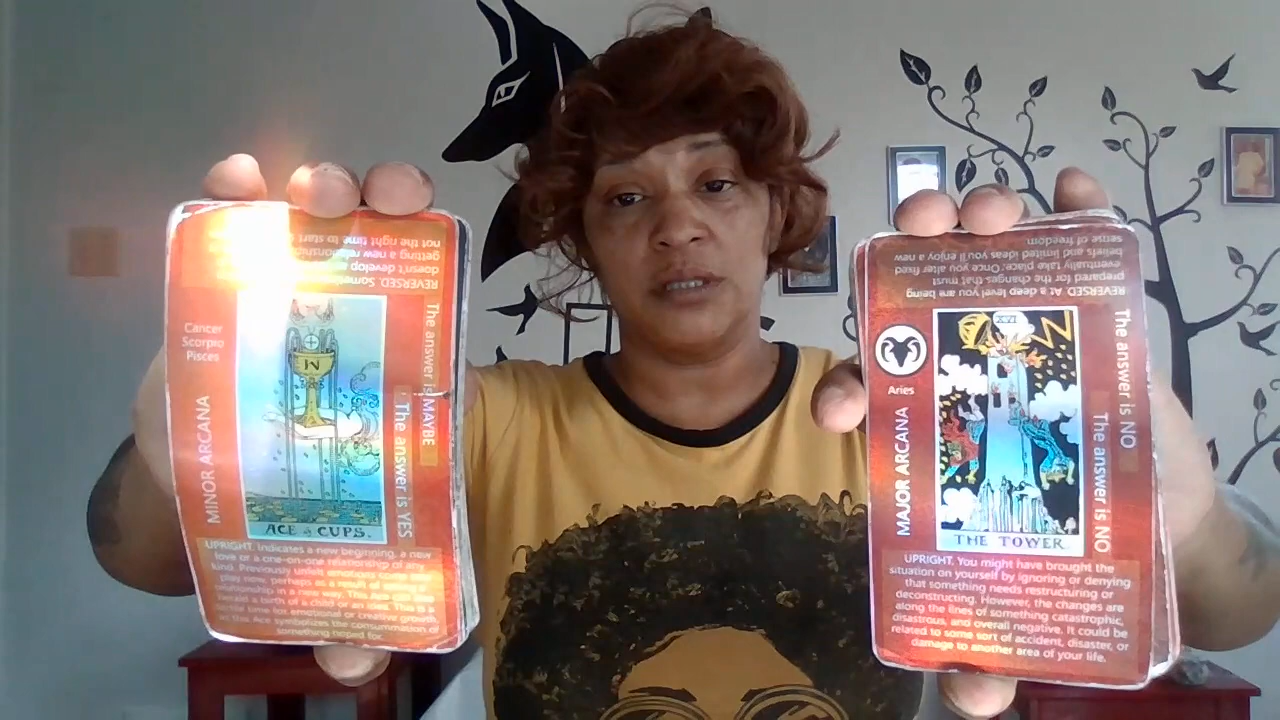 REVERSED. Some
doesn't develop
getting a new relationship
not the right time to start
The answer is MAYBE
The answer is YES
Cancer
Scorpio
Pisces
MINOR ARCANA
ACE of CUPS.
UPRIGHT. Indicates a new beginning, a new
love or a one-on-one relationship of any
kind. Previously unfelt emotions come into
play now, perhaps as a result of seeing a
relationship in a new way. This Ace can also
herald a birth of a child or an idea. This is a
fertile time for emotional or creative growth,
as the Ace symbolizes the consummation of
something hoped for.
REVERSED. At a deep level you are being
prepared for the changes that must
eventually take place. Once you alter fixed
beliefs and limited ideas you'll enjoy a new
sense of freedom
The answer is NO
The answer is NO
Aries
MAJOR ARCANA
XVI
THE TOWER.
UPRIGHT. You might have brought the
situation on yourself by ignoring or denying
that something needs restructuring or
deconstructing. However, the changes are
along the lines of something catastrophic,
disastrous, and overall negative. It could be
related to some sort of accident, disaster, or
damage to another area of your life.